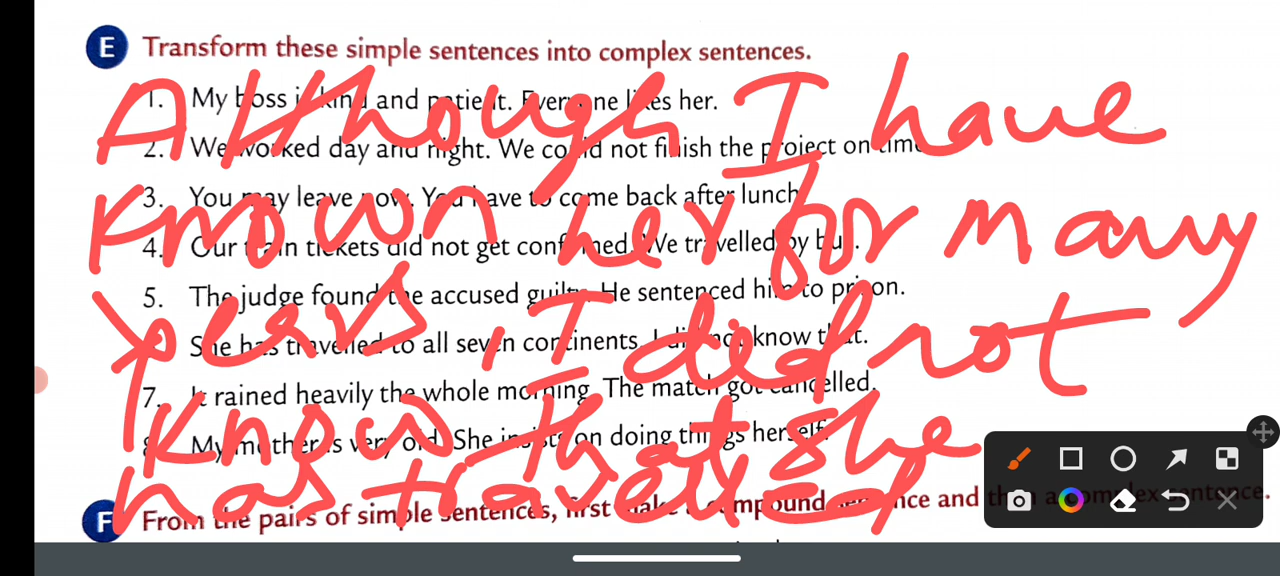 E Transform these simple sentences into complex sentences.
1. My boss is kind and patient. Everyone likes her.
2. We worked day and night. We could not finish the project on time
3. You may leave now. You have to come back after lunch
4. Our train tickets did not get confirmed. We travelled by bus.
5. The judge found the accused guilty. He sentenced him to prison.
She has travelled to all seven continents. I did not know that.
7. It rained heavily the whole morning. The match got cancelled.
8. My mother is very old. She insists on doing things herself.
F From the pairs of simple sentences, first make a compound sentence and then a complex sentence.
Although I have
known her for many
years, I did not
know that she
has travelled